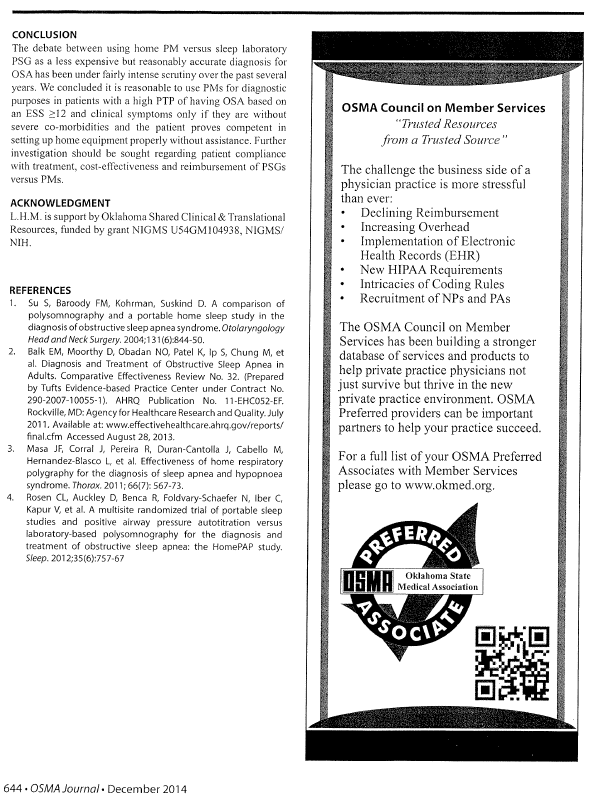 CONCLUSION
The debate between using home PM versus sleep laboratory
PSG as a less expensive but reasonably accurate diagnosis for
OSA has been under fairly intense scrutiny over the past several
years. We concluded it is reasonable to use PMs for diagnostic
purposes in patients with a high PTP of having OSA based on
an ESS ≥12 and clinical symptoms only if they are without
severe co-morbidities and the patient proves competent in
setting up home equipment properly without assistance. Further
investigation should be sought regarding patient compliance
with treatment, cost-effectiveness and reimbursement of PSGs
versus PMs.
ACKNOWLEDGMENT
L.H.M. is support by Oklahoma Shared Clinical & Translational
Resources, funded by grant NIGMS U54GM104938, NIGMS/
NIH.
REFERENCES
1. Su S, Baroody FM, Kohrman, Suskind D. A comparison of
polysomnography and a portable home sleep study in the
diagnosis of obstructive sleep apnea syndrome. Otolaryngology
Head and Neck Surgery. 2004;131(6):844-50.
2. Balk EM, Moorthy D, Obadan NO, Patel K, Ip S, Chung M, et
al. Diagnosis and Treatment of Obstructive Sleep Apnea in
Adults. Comparative Effectiveness Review No. 32. (Prepared
by Tufts Evidence-based Practice Center under Contract No.
290-2007-10055-1). AHRQ Publication No. 11-EHC052-EF.
Rockville, MD: Agency for Healthcare Research and Quality. July
2011. Available at: www.effectivehealthcare.ahrq.gov/reports/
final.cfm Accessed August 28, 2013.
3. Masa JF, Corral J, Pereira R, Duran-Cantolla J, Cabello M,
Hernandez-Blasco L, et al. Effectiveness of home respiratory
polygraphy for the diagnosis of sleep apnea and hypopnoea
syndrome. Thorax. 2011; 66(7): 567-73.
4. Rosen CL, Auckley D, Benca R, Foldvary-Schaefer N, Iber C,
Kapur V, et al. A multisite randomized trial of portable sleep
studies and positive airway pressure autotitration versus
laboratory-based polysomnography for the diagnosis and
treatment of obstructive sleep apnea: the HomePAP study.
Sleep. 2012;35(6):757-67
OSMA Council on Member Services
"Trusted Resources
from a Trusted Source"
The challenge the business side of a
physician practice is more stressful
than ever:
• Declining Reimbursement
• Increasing Overhead
• Implementation of Electronic
Health Records (EHR)
• New HIPAA Requirements
• Intricacies of Coding Rules
• Recruitment of NPs and PAs
The OSMA Council on Member
Services has been building a stronger
database of services and products to
help private practice physicians not
just survive but thrive in the new
private practice environment. OSMA
Preferred providers can be important
partners to help your practice succeed.
For a full list of your OSMA Preferred
Associates with Member Services
please go to www.okmed.org.
PREFERRED
OSMA
Oklahoma State
Medical Association
ASSOCIATE
644 • OSMA Journal • December 2014